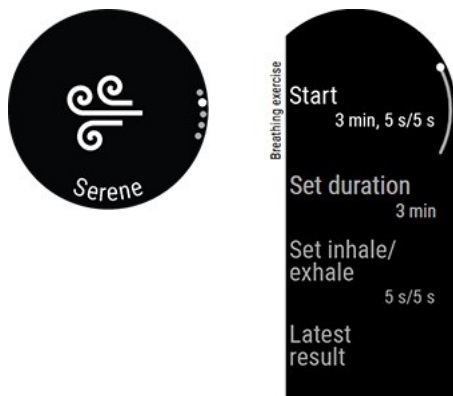 Serene
Breathing exercise
Start
3 min, 5 s/5 s
Set duration
3 min
Set inhale/
exhale
5 s/5 s
Latest
result